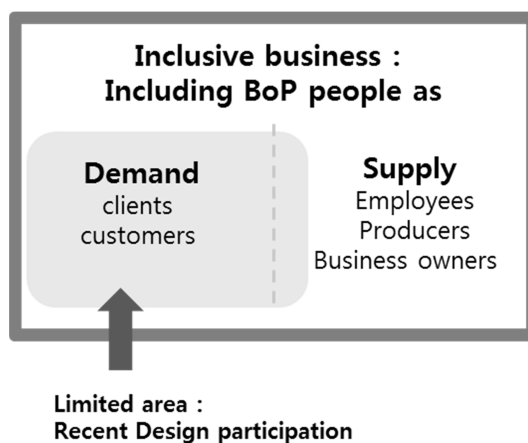 Inclusive business :
Including BoP people as
Demand
clients
customers
Supply
Employees
Producers
Business owners
Limited area :
Recent Design participation